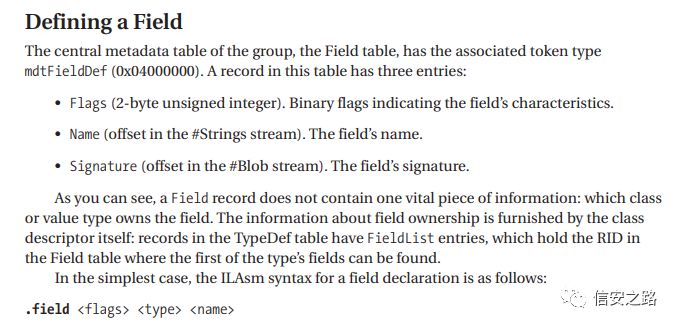 Defining a Field
The central metadata table of the group, the Field table, has the associated token type
mdtFieldDef (0x04000000). A record in this table has three entries:
• Flags (2-byte unsigned integer). Binary flags indicating the field's characteristics.
• Name (offset in the #Strings stream). The field's name.
• Signature (offset in the #Blob stream). The field's signature.
As you can see, a Field record does not contain one vital piece of information: which class
or value type owns the field. The information about field ownership is furnished by the class
descriptor itself: records in the TypeDef table have FieldList entries, which hold the RID in
the Field table where the first of the type's fields can be found.
In the simplest case, the ILAsm syntax for a field declaration is as follows:
.field <flags> <type> <name>
信安之路